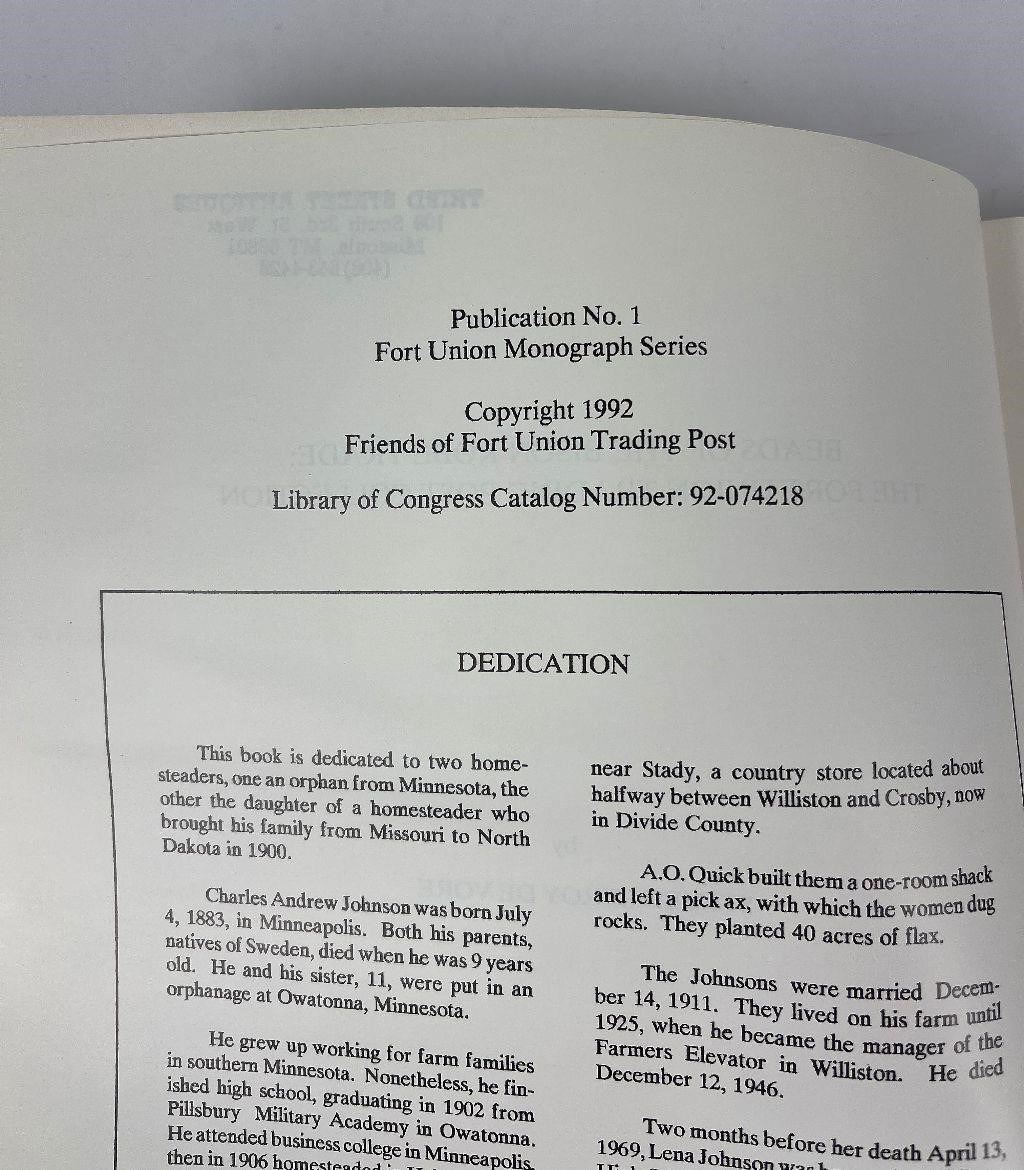 Publication No. 1
Fort Union Monograph Series
Copyright 1992
Friends of Fort Union Trading Post
Library of Congress Catalog Number: 92-074218
DEDICATION
This book is dedicated to two home-
steaders, one an orphan from Minnesota, the
other the daughter of a homesteader who
brought his family from Missouri to North
Dakota in 1900.
Charles Andrew Johnson was born July
4, 1883, in Minneapolis. Both his parents,
natives of Sweden, died when he was 9 years
old. He and his sister, 11, were put in an
orphanage at Owatonna, Minnesota.
He grew up working for farm families
in southern Minnesota. Nonetheless, he fin-
ished high school, graduating in 1902 from
Pillsbury Military Academy in Owatonna.
He attended business college in Minneapolis,
then in 1906 homesteaded
near Stady, a country store located about
halfway between Williston and Crosby, now
in Divide County.
A.O. Quick built them a one-room shack
and left a pick ax, with which the women dug
rocks. They planted 40 acres of flax.
The Johnsons were married Decem-
ber 14, 1911. They lived on his farm until
1925, when he became the manager of the
Farmers Elevator in Williston. He died
December 12, 1946.
Two months before her death April 13,
1969, Lena Johnson